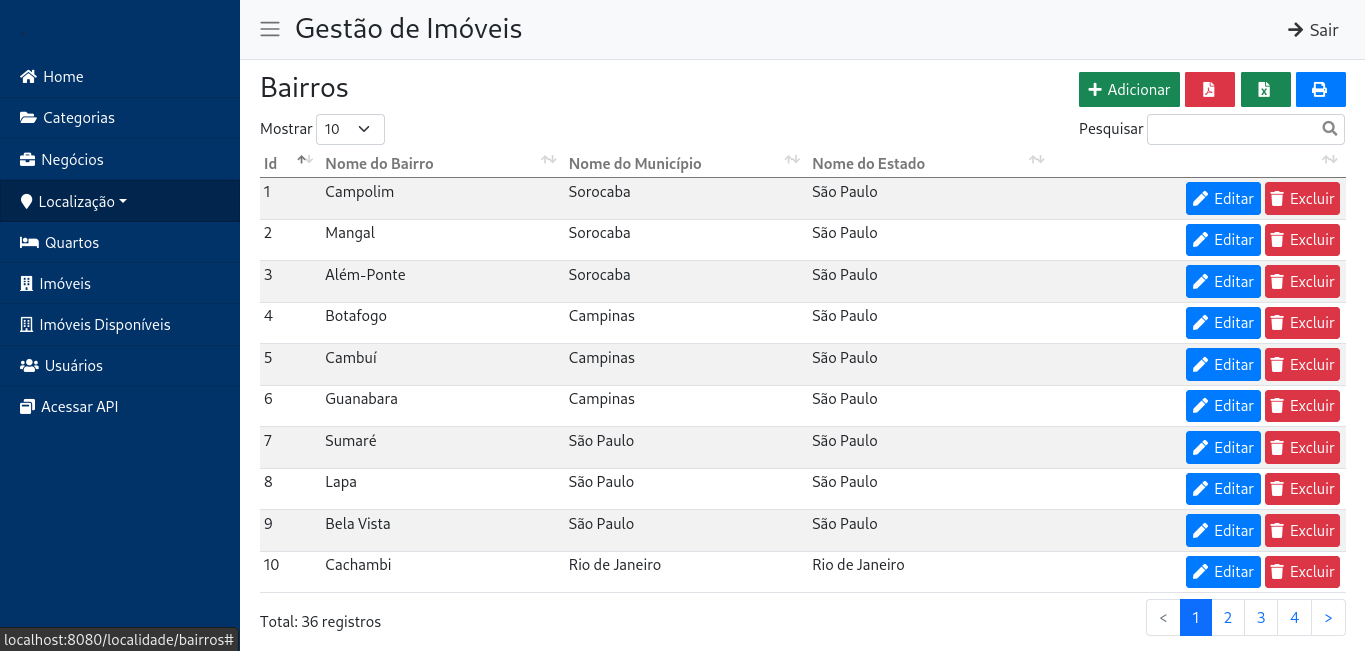 Gestão de Imóveis
Sair
Home
Categorias
Negócios
Localização
Quartos
Imóveis
Imóveis Disponíveis
Usuários
Acessar API
Bairros
Adicionar
Mostrar 10
Pesquisar
Id Nome do Bairro Nome do Município Nome do Estado
1 Campolim Sorocaba São Paulo Editar Excluir
2 Mangal Sorocaba São Paulo Editar Excluir
3 Além-Ponte Sorocaba São Paulo Editar Excluir
4 Botafogo Campinas São Paulo Editar Excluir
5 Cambuí Campinas São Paulo Editar Excluir
6 Guanabara Campinas São Paulo Editar Excluir
7 Sumaré São Paulo São Paulo Editar Excluir
8 Lapa São Paulo São Paulo Editar Excluir
9 Bela Vista São Paulo São Paulo Editar Excluir
10 Cachambi Rio de Janeiro Rio de Janeiro Editar Excluir
Total: 36 registros
< 1 2 3 4 >
localhost:8080/localidade/bairros#